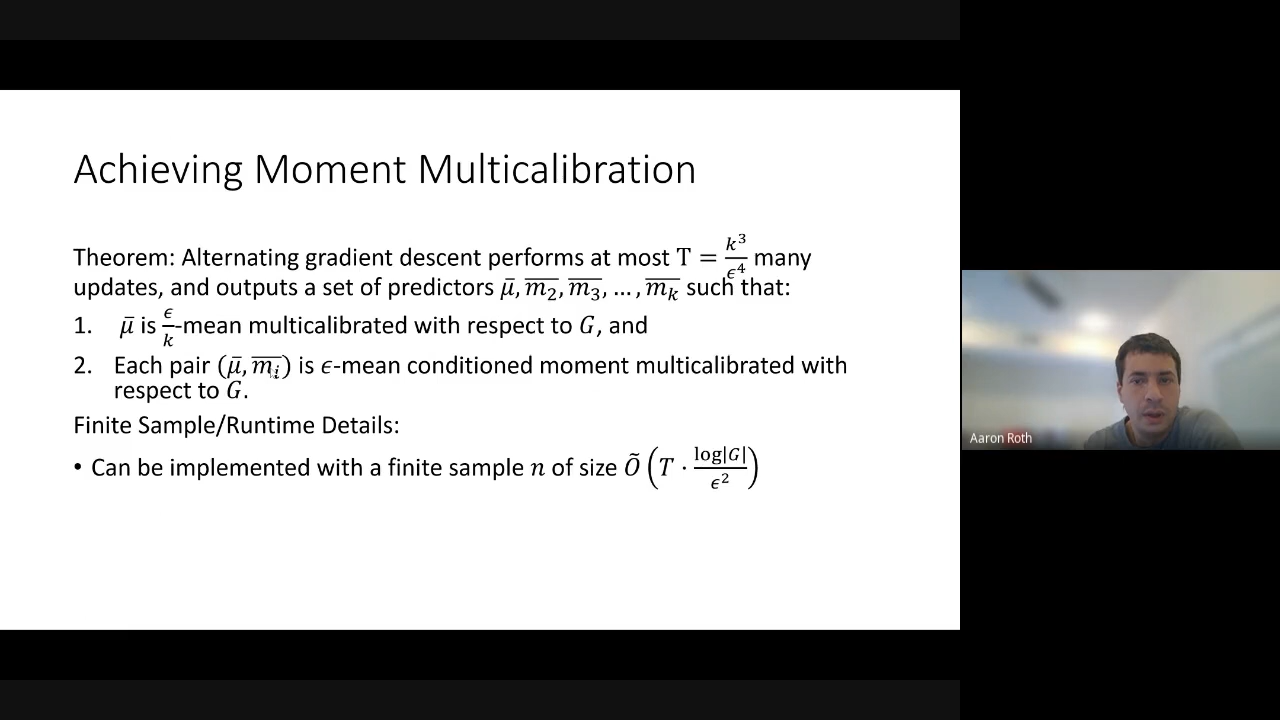 Achieving Moment Multicalibration
Theorem: Alternating gradient descent performs at most T = k³/ϵ⁴ many
updates, and outputs a set of predictors μ̄, m̄₂, m̄₃, … , m̄ₖ such that:
1. μ̄ is ϵ/k-mean multicalibrated with respect to G, and
2. Each pair (μ̄, m̄ᵢ) is ϵ-mean conditioned moment multicalibrated with
respect to G.
Finite Sample/Runtime Details:
• Can be implemented with a finite sample n of size Õ(T · log|G|/ϵ²)
Aaron Roth